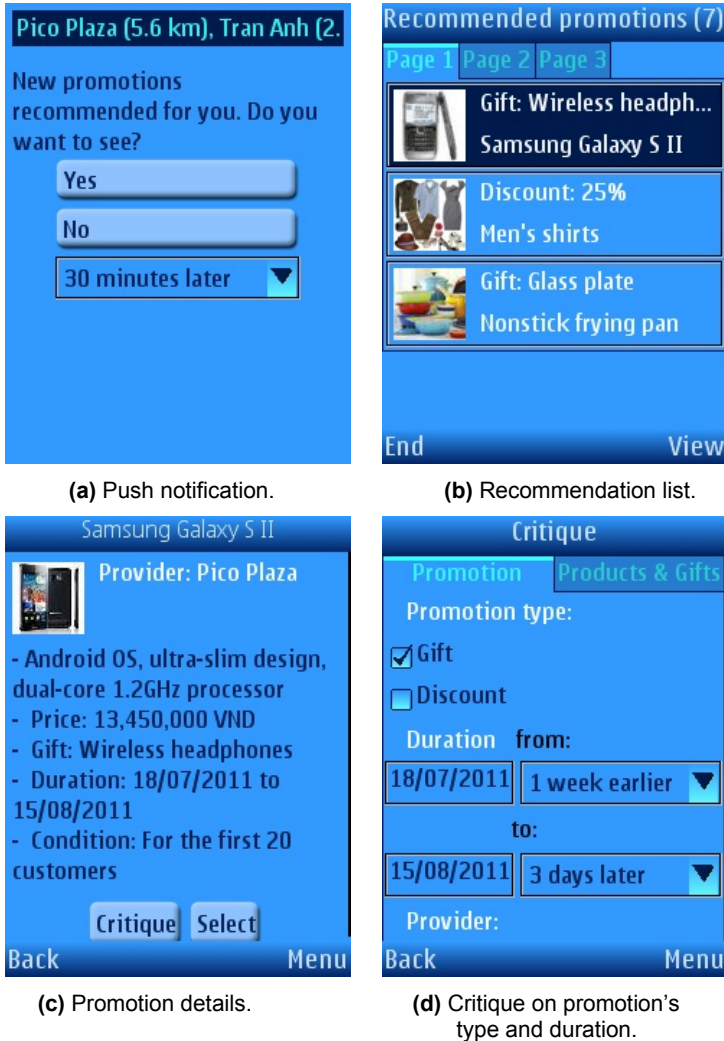 Pico Plaza (5.6 km), Tran Anh (2.
New promotions
recommended for you. Do you
want to see?
Yes
No
30 minutes later
(a) Push notification.
Recommended promotions (7)
Page 1 Page 2 Page 3
Gift: Wireless headph...
Samsung Galaxy S II
Discount: 25%
Men's shirts
Gift: Glass plate
Nonstick frying pan
End View
(b) Recommendation list.
Samsung Galaxy S II
Provider: Pico Plaza
- Android OS, ultra-slim design,
dual-core 1.2GHz processor
- Price: 13,450,000 VND
- Gift: Wireless headphones
- Duration: 18/07/2011 to
15/08/2011
- Condition: For the first 20
customers
Critique Select
Back Menu
(c) Promotion details.
Critique
Promotion Products & Gifts
Promotion type:
Gift
Discount
Duration from:
18/07/2011 1 week earlier
to:
15/08/2011 3 days later
Provider:
Back Menu
(d) Critique on promotion's
type and duration.